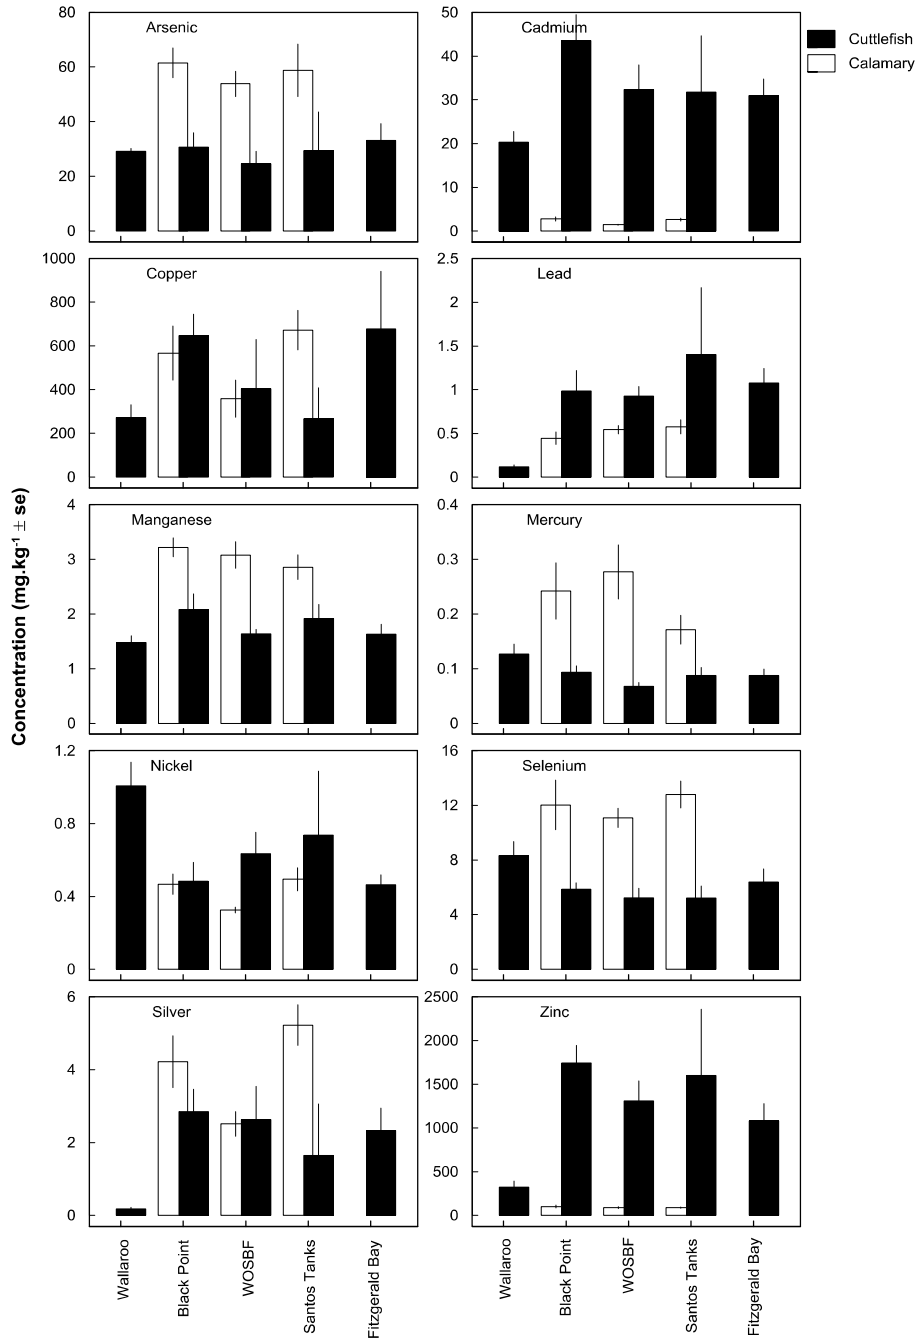 Cuttlefish
Calamary
Concentration (mg.kg-1 ± se)
Arsenic
80
60
40
20
0
Cadmium
50
40
30
20
10
0
Copper
1000
800
600
400
200
0
Lead
2.5
2
1.5
1
0.5
0
Manganese
4
3
2
1
0
Mercury
0.4
0.3
0.2
0.1
0
Nickel
1.2
0.8
0.4
0
Selenium
16
12
8
4
0
Silver
6
4
2
0
Zinc
2500
2000
1500
1000
500
0
Wallaroo
Black Point
WOSBF
Santos Tanks
Fitzgerald Bay
Wallaroo
Black Point
WOSBF
Santos Tanks
Fitzgerald Bay